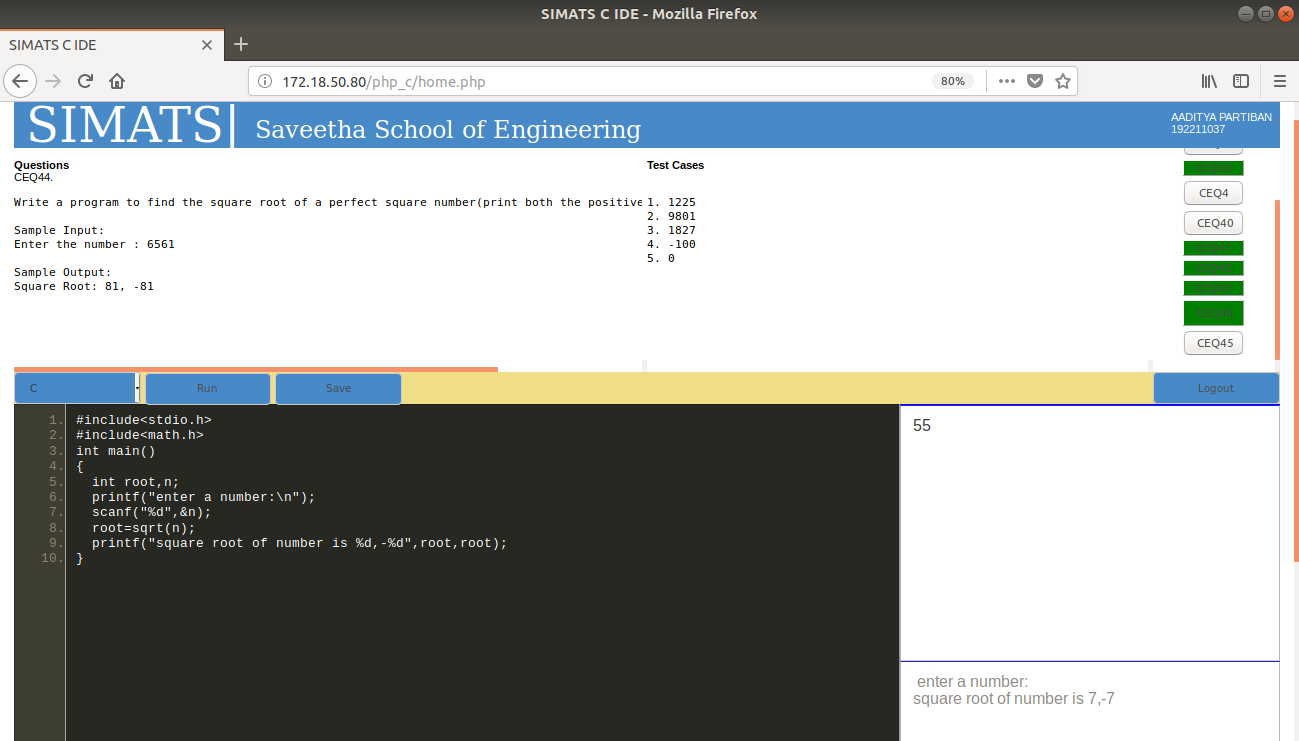 SIMATS C IDE - Mozilla Firefox
SIMATS C IDE
172.18.50.80/php_c/home.php
80%
SIMATS|
Saveetha School of Engineering
AADITYA PARTIBAN
192211037
Questions
CEQ44.
Write a program to find the square root of a perfect square number(print both the positive
Sample Input:
Enter the number : 6561
Sample Output:
Square Root: 81, -81
Test Cases
1. 1225
2. 9801
3. 1827
4. -100
5. 0
CEQ4
CEQ40
CEQ45
C
Run
Save
Logout
1. #include<stdio.h>
2. #include<math.h>
3. int main()
4. {
5. int root,n;
6. printf("enter a number:\n");
7. scanf("%d",&n);
8. root=sqrt(n);
9. printf("square root of number is %d,-%d",root,root);
10. }
55
enter a number:
square root of number is 7,-7